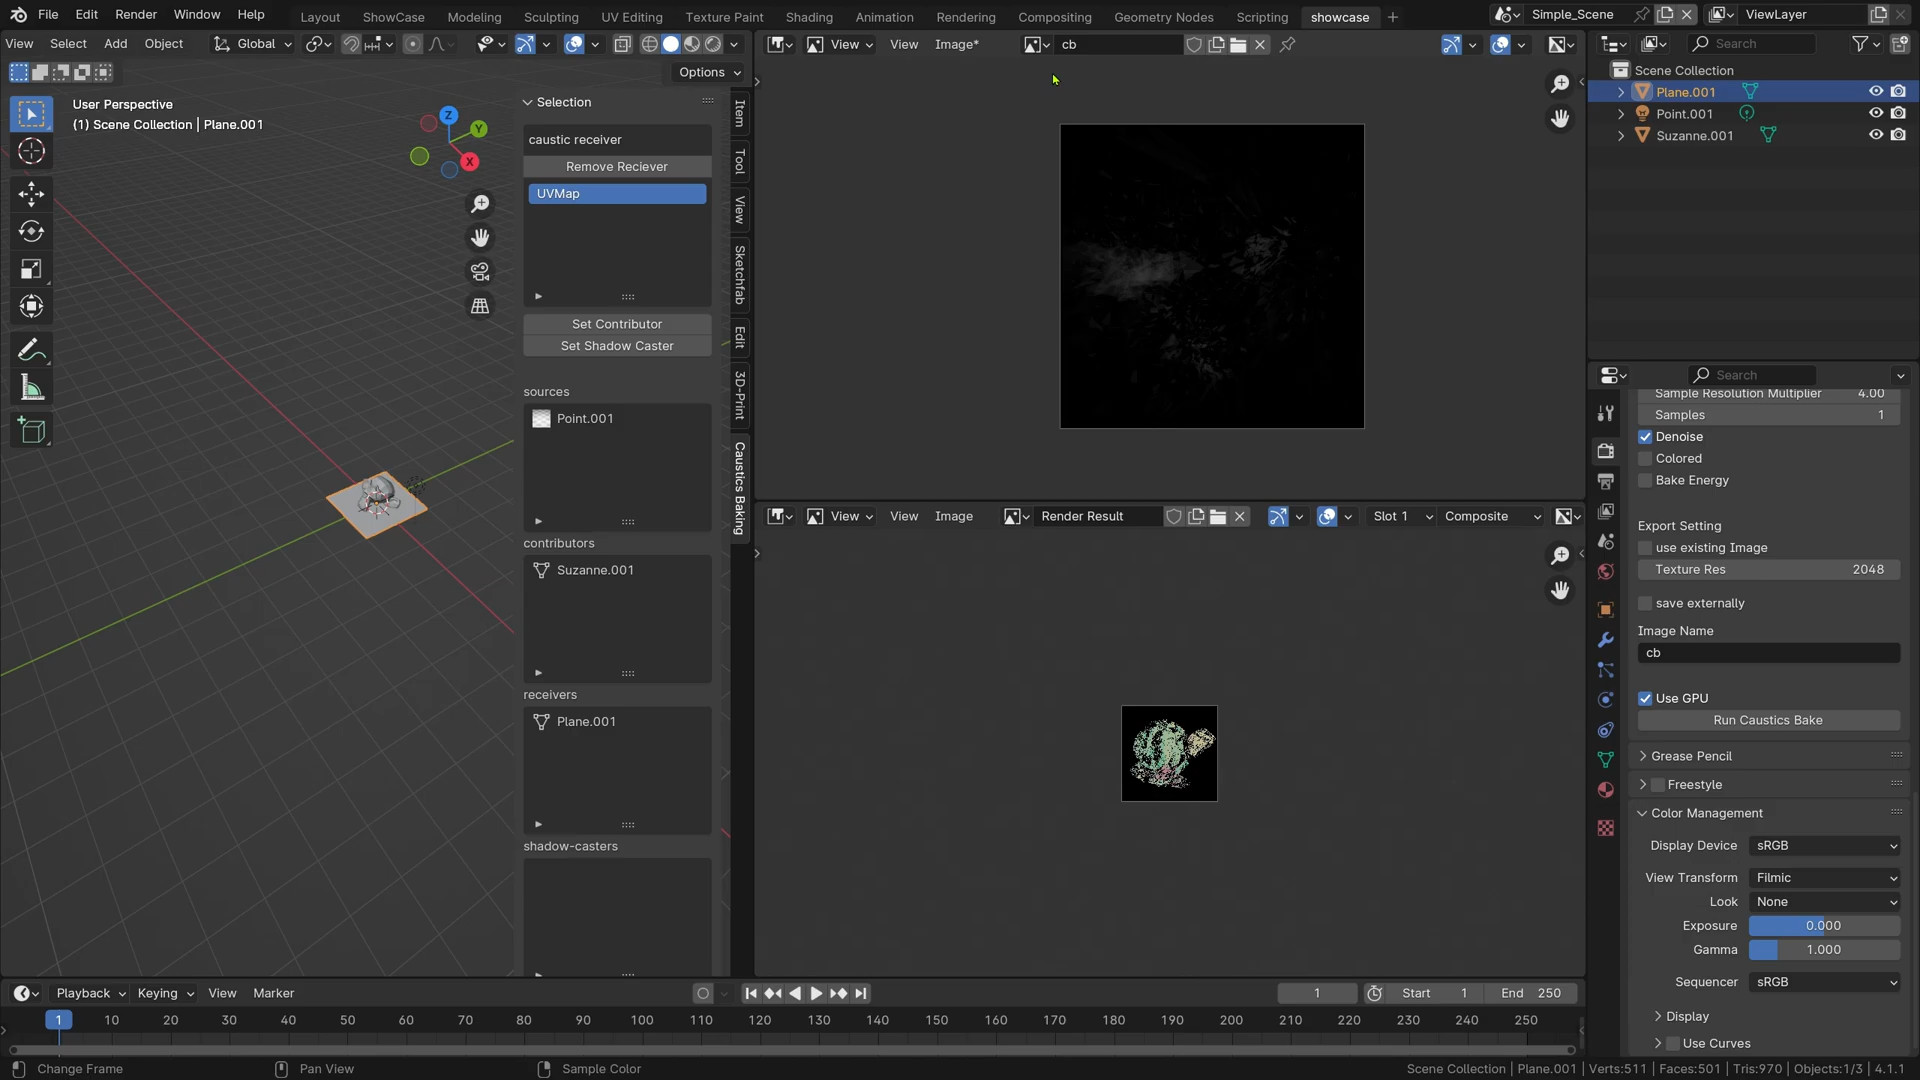 File Edit Render Window Help
Layout ShowCase Modeling Sculpting UV Editing Texture Paint Shading Animation Rendering Compositing Geometry Nodes Scripting showcase
Simple_Scene
ViewLayer
View Select Add Object
Global
View View Image*
cb
Search
Options
User Perspective
(1) Scene Collection | Plane.001
Z
Y
X
Selection
caustic receiver
Remove Reciever
UVMap
Set Contributor
Set Shadow Caster
sources
Point.001
contributors
Suzanne.001
receivers
Plane.001
shadow-casters
Item
Tool
View
Sketchfab
Edit
3D-Print
Caustics Baking
View View Image
Render Result
Slot 1
Composite
Scene Collection
Plane.001
Point.001
Suzanne.001
Search
Sample Resolution Multiplier 4.00
Samples 1
Denoise
Colored
Bake Energy
Export Setting
use existing Image
Texture Res 2048
save externally
Image Name
cb
Use GPU
Run Caustics Bake
Grease Pencil
Freestyle
Color Management
Display Device sRGB
View Transform Filmic
Look None
Exposure 0.000
Gamma 1.000
Sequencer sRGB
Display
Use Curves
Playback Keying View Marker
1
Start 1
End 250
1 10 20 30 40 50 60 70 80 90 100 110 120 130 140 150 160 170 180 190 200 210 220 230 240 250
Change Frame
Pan View
Sample Color
Scene Collection | Plane.001 | Verts:511 | Faces:501 | Tris:970 | Objects:1/3 | 4.1.1